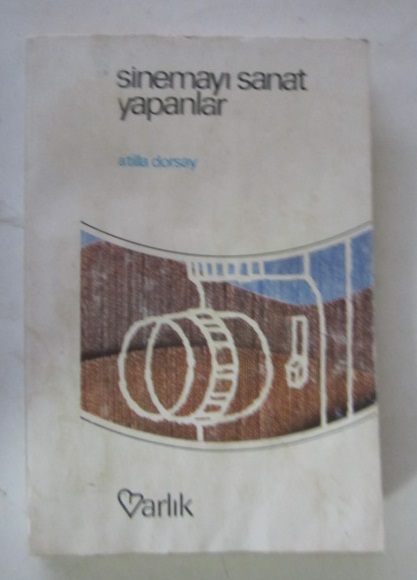 sinemayı sanat
yapanlar
atilla dorsay
Varlık